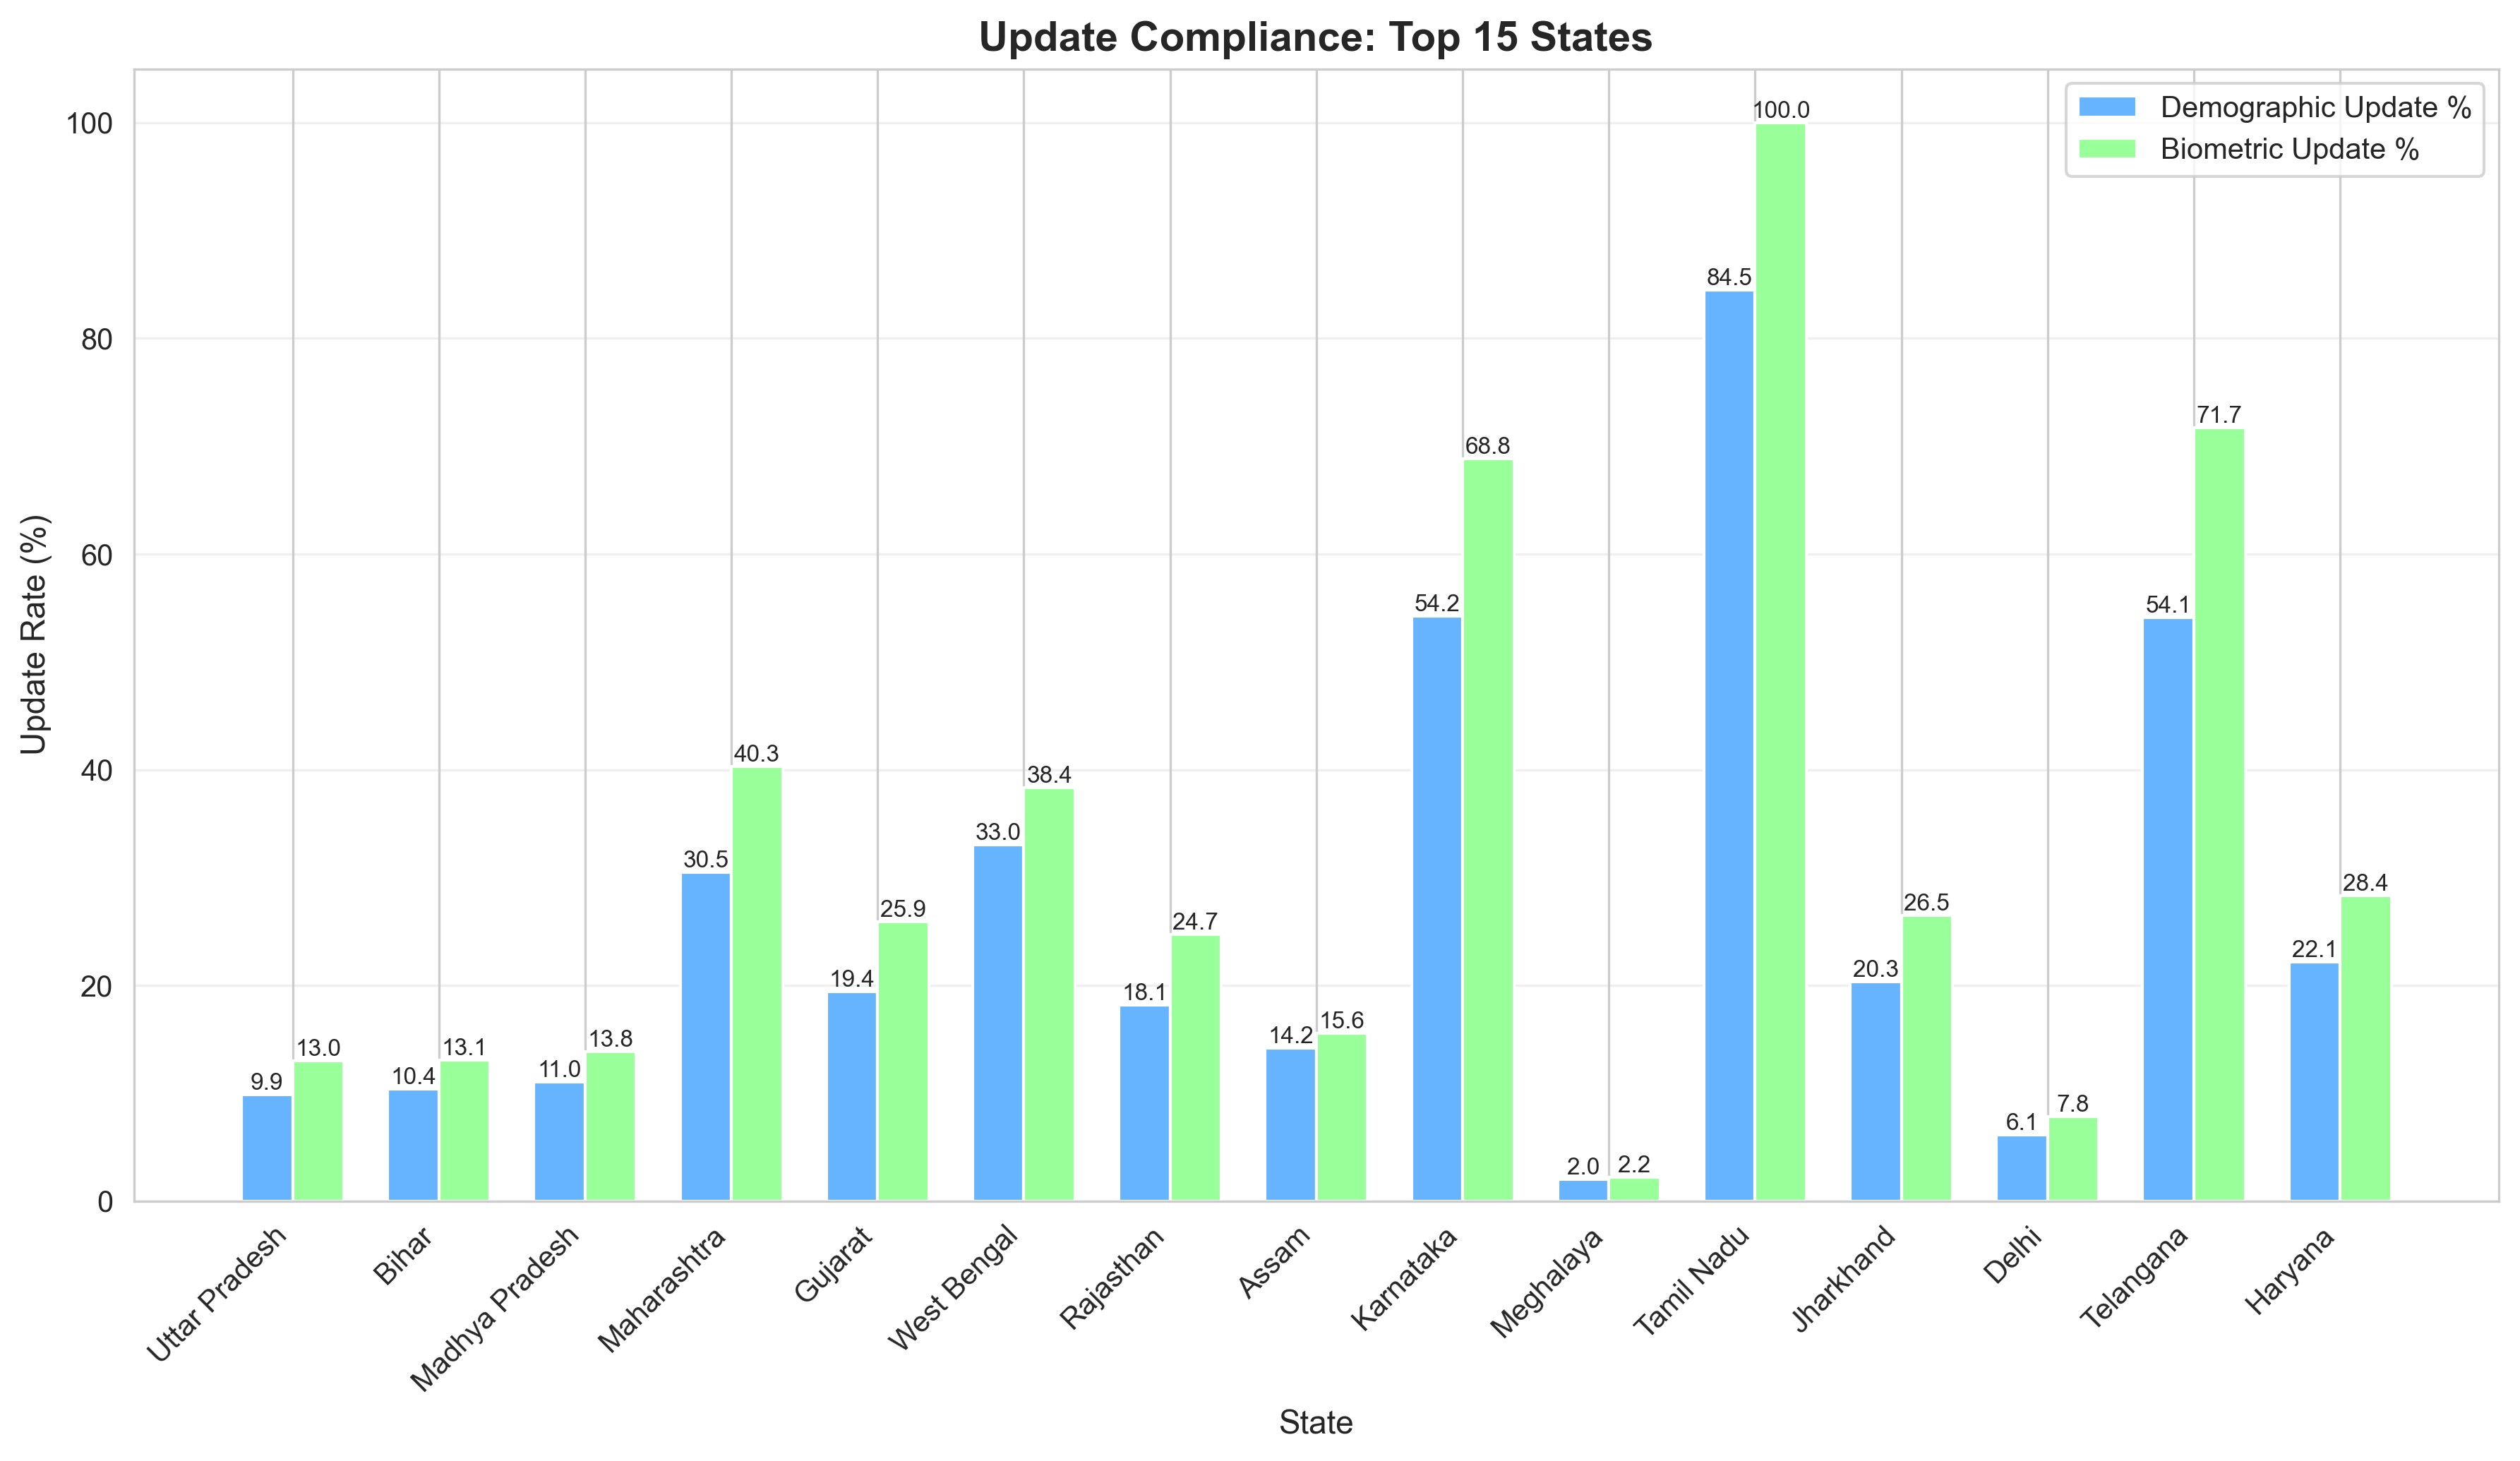 Update Compliance: Top 15 States
Demographic Update %
Biometric Update %
Update Rate (%)
100
80
60
40
20
0
9.9
13.0
10.4
13.1
11.0
13.8
30.5
40.3
19.4
25.9
33.0
38.4
18.1
24.7
14.2
15.6
54.2
68.8
2.0
2.2
84.5
100.0
20.3
26.5
6.1
7.8
54.1
71.7
22.1
28.4
Uttar Pradesh
Bihar
Madhya Pradesh
Maharashtra
Gujarat
West Bengal
Rajasthan
Assam
Karnataka
Meghalaya
Tamil Nadu
Jharkhand
Delhi
Telangana
Haryana
State